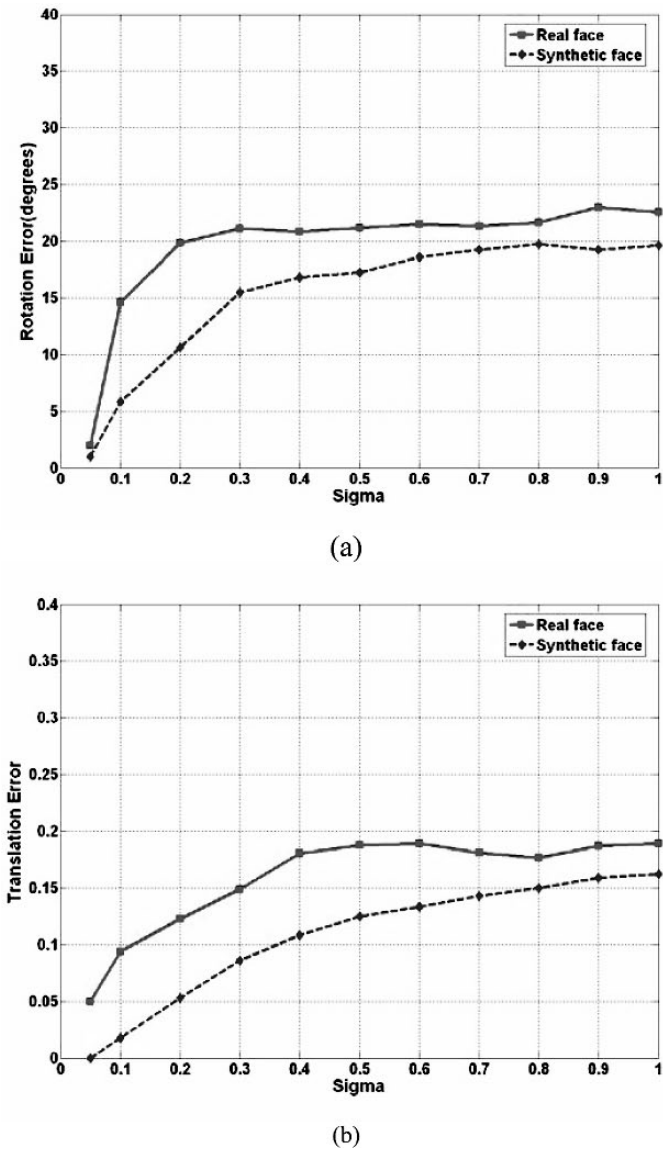 40
35
30
25
20
15
10
5
0
Rotation Error(degrees)
Real face
Synthetic face
0 0.1 0.2 0.3 0.4 0.5 0.6 0.7 0.8 0.9 1
Sigma
(a)
0.4
0.35
0.3
0.25
0.2
0.15
0.1
0.05
0
Translation Error
Real face
Synthetic face
0 0.1 0.2 0.3 0.4 0.5 0.6 0.7 0.8 0.9 1
Sigma
(b)